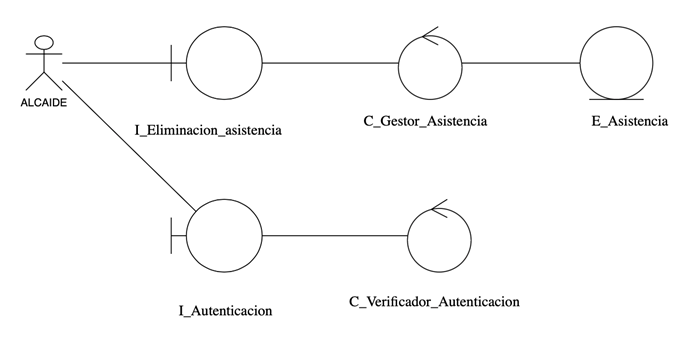 ALCAIDE
I_Eliminacion_asistencia
C_Gestor_Asistencia
E_Asistencia
I_Autenticacion
C_Verificador_Autenticacion